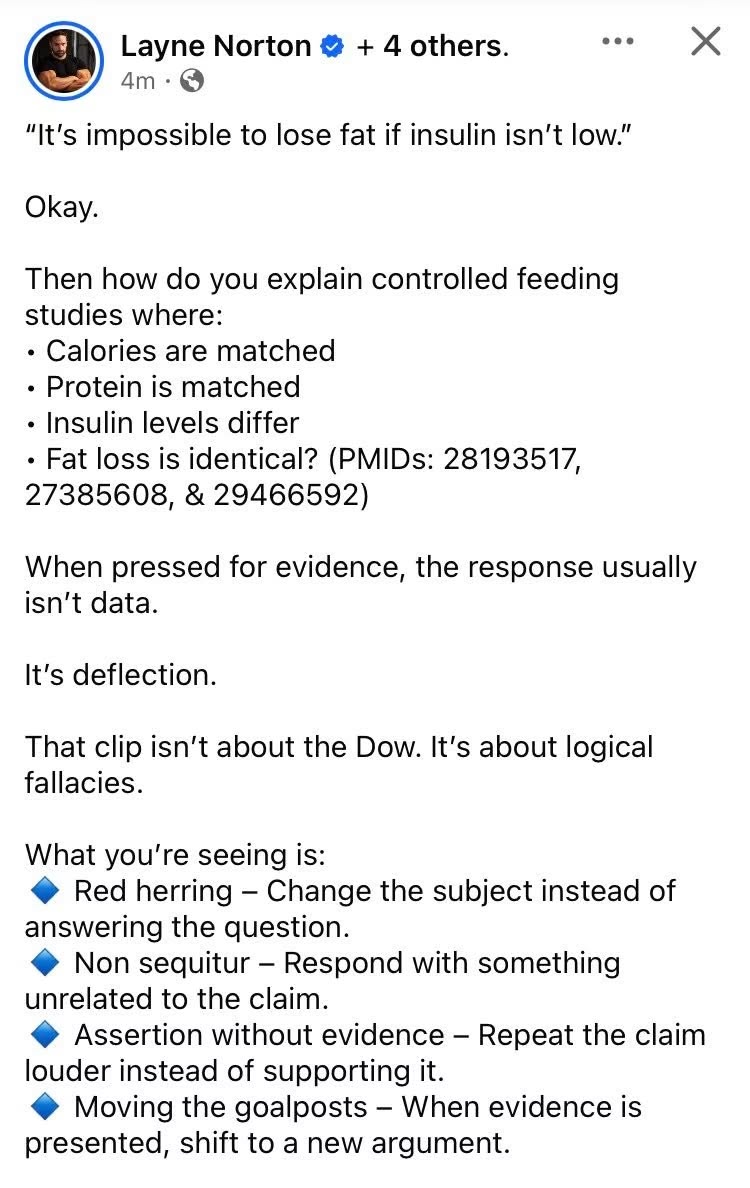 Layne Norton + 4 others.
4m ·
“It’s impossible to lose fat if insulin isn’t low.”
Okay.
Then how do you explain controlled feeding
studies where:
• Calories are matched
• Protein is matched
• Insulin levels differ
• Fat loss is identical? (PMIDs: 28193517,
27385608, & 29466592)
When pressed for evidence, the response usually
isn’t data.
It’s deflection.
That clip isn’t about the Dow. It’s about logical
fallacies.
What you’re seeing is:
🔷 Red herring – Change the subject instead of
answering the question.
🔷 Non sequitur – Respond with something
unrelated to the claim.
🔷 Assertion without evidence – Repeat the claim
louder instead of supporting it.
🔷 Moving the goalposts – When evidence is
presented, shift to a new argument.